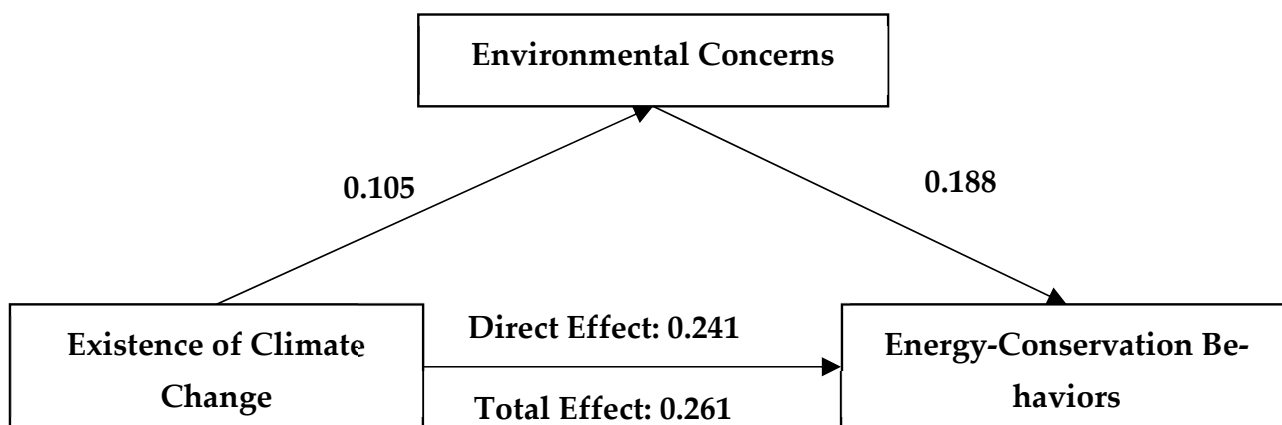 Environmental Concerns
0.105
0.188
Existence of Climate
Change
Direct Effect: 0.241
Total Effect: 0.261
Energy-Conservation Be-
haviors